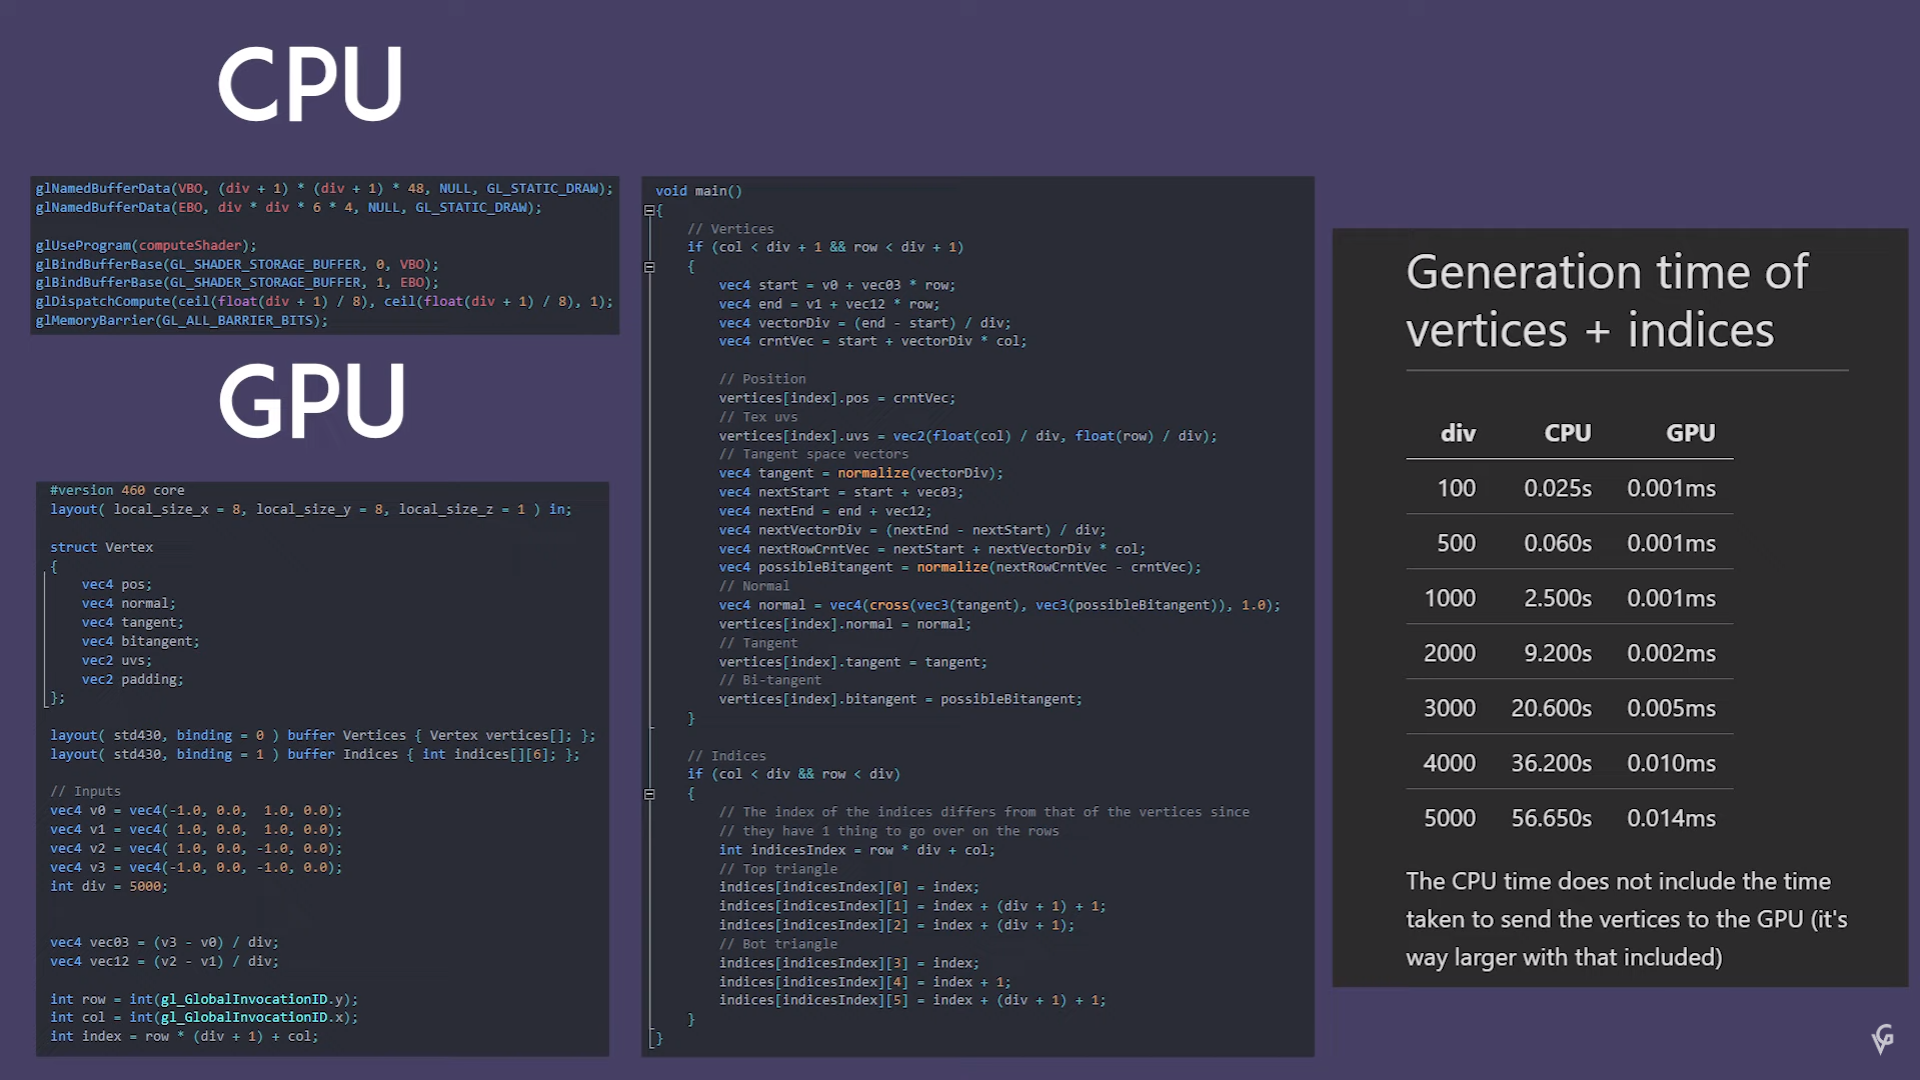 CPU
glNamedBufferData(VBO, (div + 1) * (div + 1) * 48, NULL, GL_STATIC_DRAW);
glNamedBufferData(EBO, div * div * 6 * 4, NULL, GL_STATIC_DRAW);
glUseProgram(computeShader);
glBindBufferBase(GL_SHADER_STORAGE_BUFFER, 0, VBO);
glBindBufferBase(GL_SHADER_STORAGE_BUFFER, 1, EBO);
glDispatchCompute(ceil(float(div + 1) / 8), ceil(float(div + 1) / 8), 1);
glMemoryBarrier(GL_ALL_BARRIER_BITS);
GPU
#version 460 core
layout( local_size_x = 8, local_size_y = 8, local_size_z = 1 ) in;
struct Vertex
{
vec4 pos;
vec4 normal;
vec4 tangent;
vec4 bitangent;
vec2 uvs;
vec2 padding;
};
layout( std430, binding = 0 ) buffer Vertices { Vertex vertices[]; };
layout( std430, binding = 1 ) buffer Indices { int indices[][6]; };
// Inputs
vec4 v0 = vec4(-1.0, 0.0,  1.0, 0.0);
vec4 v1 = vec4( 1.0, 0.0,  1.0, 0.0);
vec4 v2 = vec4( 1.0, 0.0, -1.0, 0.0);
vec4 v3 = vec4(-1.0, 0.0, -1.0, 0.0);
int div = 5000;
vec4 vec03 = (v3 - v0) / div;
vec4 vec12 = (v2 - v1) / div;
int row = int(gl_GlobalInvocationID.y);
int col = int(gl_GlobalInvocationID.x);
int index = row * (div + 1) + col;
void main()
{
// Vertices
if (col < div + 1 && row < div + 1)
{
vec4 start = v0 + vec03 * row;
vec4 end = v1 + vec12 * row;
vec4 vectorDiv = (end - start) / div;
vec4 crntVec = start + vectorDiv * col;
// Position
vertices[index].pos = crntVec;
// Tex uvs
vertices[index].uvs = vec2(float(col) / div, float(row) / div);
// Tangent space vectors
vec4 tangent = normalize(vectorDiv);
vec4 nextStart = start + vec03;
vec4 nextEnd = end + vec12;
vec4 nextVectorDiv = (nextEnd - nextStart) / div;
vec4 nextRowCrntVec = nextStart + nextVectorDiv * col;
vec4 possibleBitangent = normalize(nextRowCrntVec - crntVec);
// Normal
vec4 normal = vec4(cross(vec3(tangent), vec3(possibleBitangent)), 1.0);
vertices[index].normal = normal;
// Tangent
vertices[index].tangent = tangent;
// Bi-tangent
vertices[index].bitangent = possibleBitangent;
}
// Indices
if (col < div && row < div)
{
// The index of the indices differs from that of the vertices since
// they have 1 thing to go over on the rows
int indicesIndex = row * div + col;
// Top triangle
indices[indicesIndex][0] = index;
indices[indicesIndex][1] = index + (div + 1) + 1;
indices[indicesIndex][2] = index + (div + 1);
// Bot triangle
indices[indicesIndex][3] = index;
indices[indicesIndex][4] = index + 1;
indices[indicesIndex][5] = index + (div + 1) + 1;
}
}
Generation time of
vertices + indices
div CPU GPU
100 0.025s 0.001ms
500 0.060s 0.001ms
1000 2.500s 0.001ms
2000 9.200s 0.002ms
3000 20.600s 0.005ms
4000 36.200s 0.010ms
5000 56.650s 0.014ms
The CPU time does not include the time
taken to send the vertices to the GPU (it's
way larger with that included)